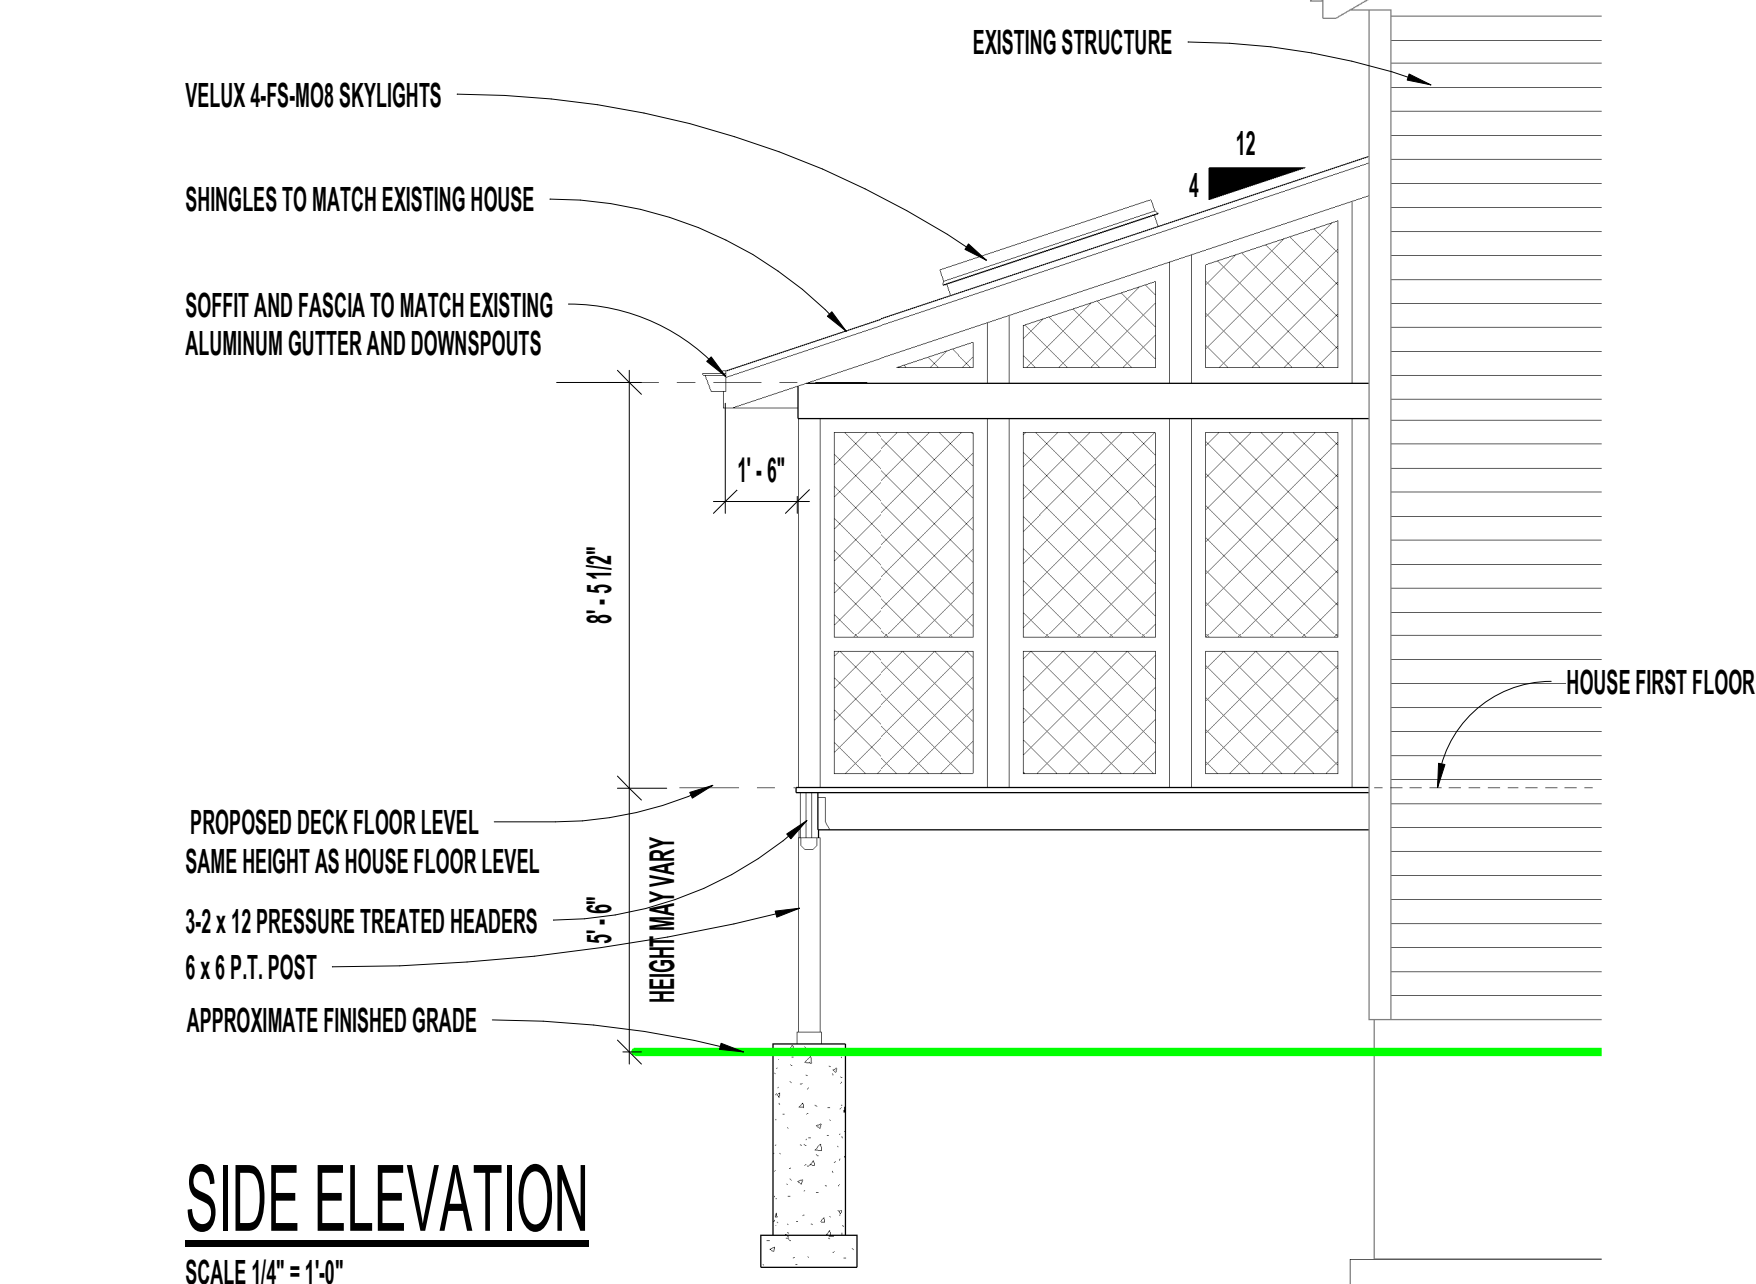 EXISTING STRUCTURE
VELUX 4-FS-MO8 SKYLIGHTS
12
4
SHINGLES TO MATCH EXISTING HOUSE
SOFFIT AND FASCIA TO MATCH EXISTING
ALUMINUM GUTTER AND DOWNSPOUTS
1' - 6"
8' - 5 1/2"
HOUSE FIRST FLOOR
PROPOSED DECK FLOOR LEVEL
SAME HEIGHT AS HOUSE FLOOR LEVEL
3-2 x 12 PRESSURE TREATED HEADERS
5' - 6"
HEIGHT MAY VARY
6 x 6 P.T. POST
APPROXIMATE FINISHED GRADE
SIDE ELEVATION
SCALE 1/4" = 1'-0"